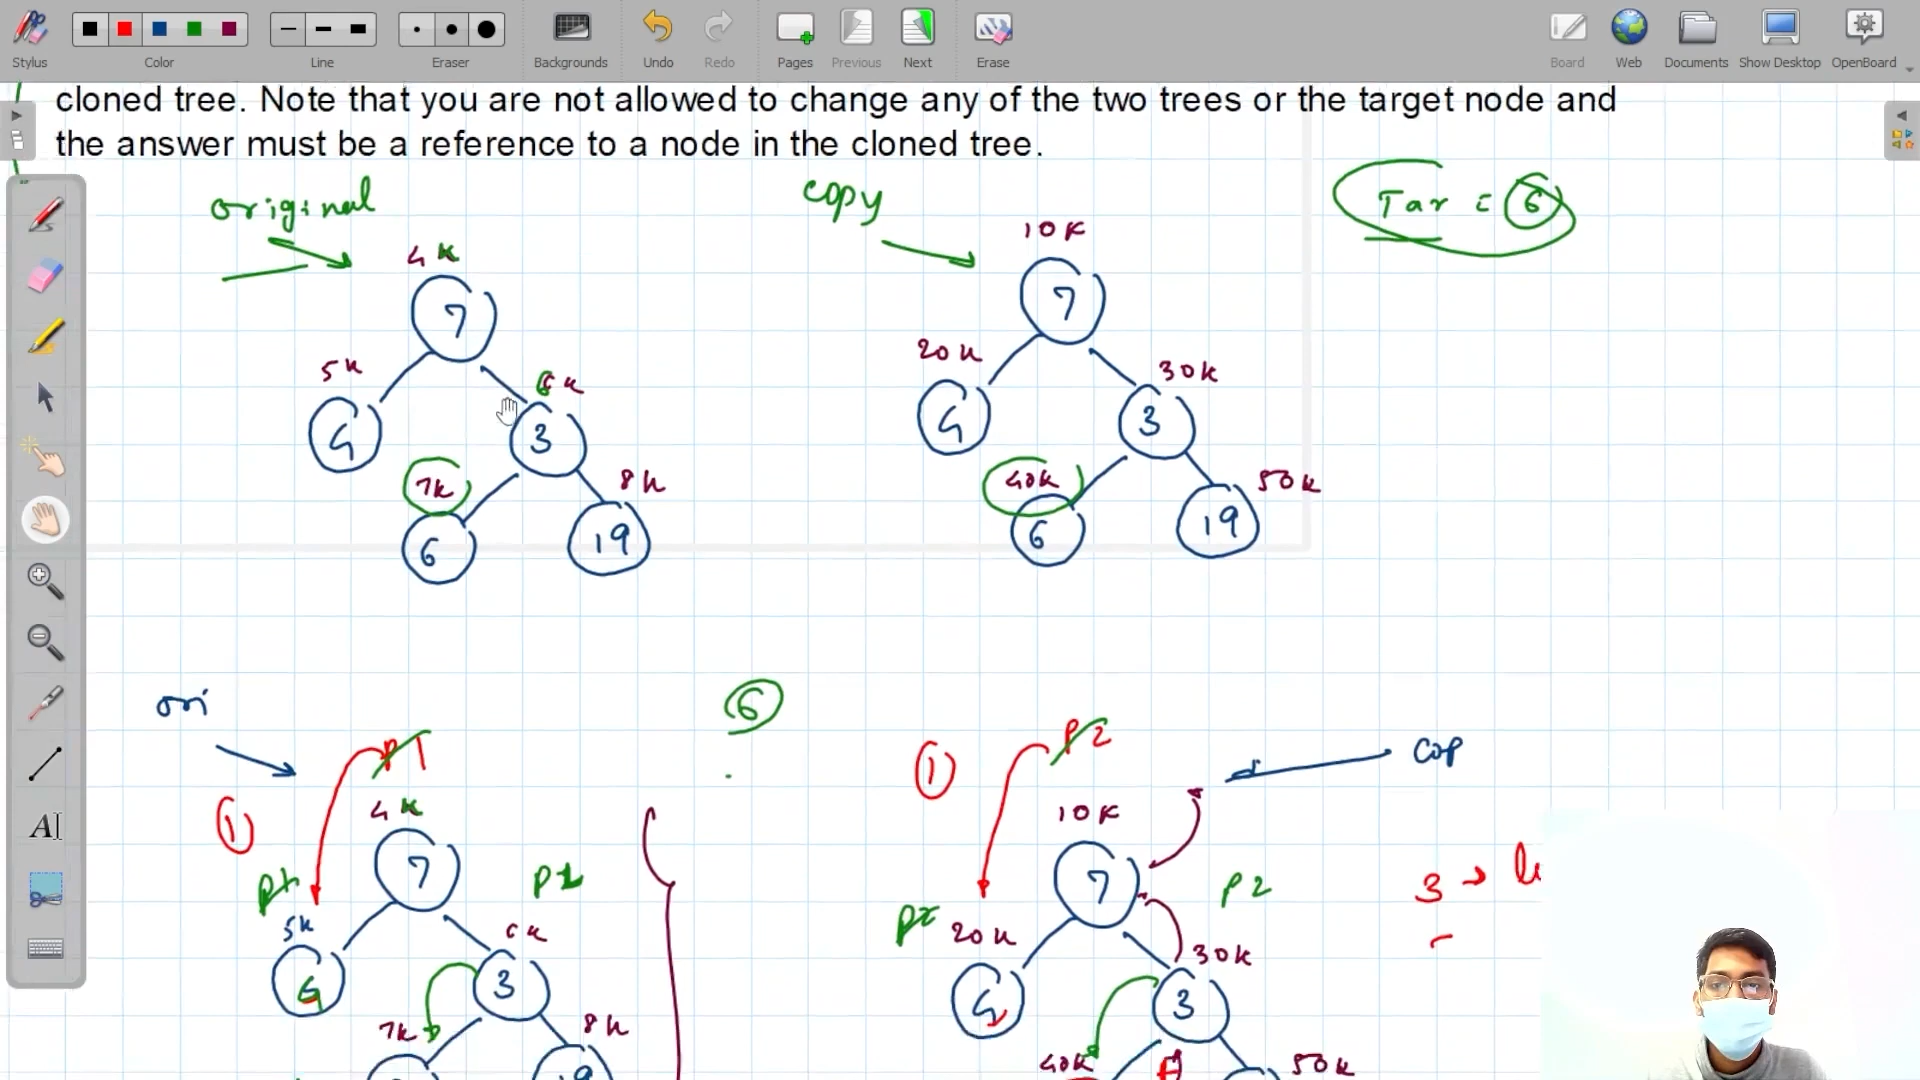 Stylus
Color
Line
Eraser
Backgrounds
Undo
Redo
Pages
Previous
Next
Erase
Board
Web
Documents
Show Desktop
OpenBoard
cloned tree. Note that you are not allowed to change any of the two trees or the target node and
the answer must be a reference to a node in the cloned tree.
original
copy
Tar = 6
4K
10K
7
7
5K
6K
20K
30K
4
3
4
3
7K
8K
40K
50K
6
19
6
19
ori
6
P1
P2
cop
1
1
4K
10K
7
7
P1
P1
P2
P2
3 →
5K
6K
20K
30K
4
3
4
3
7K
8K
40K
50K
19
A